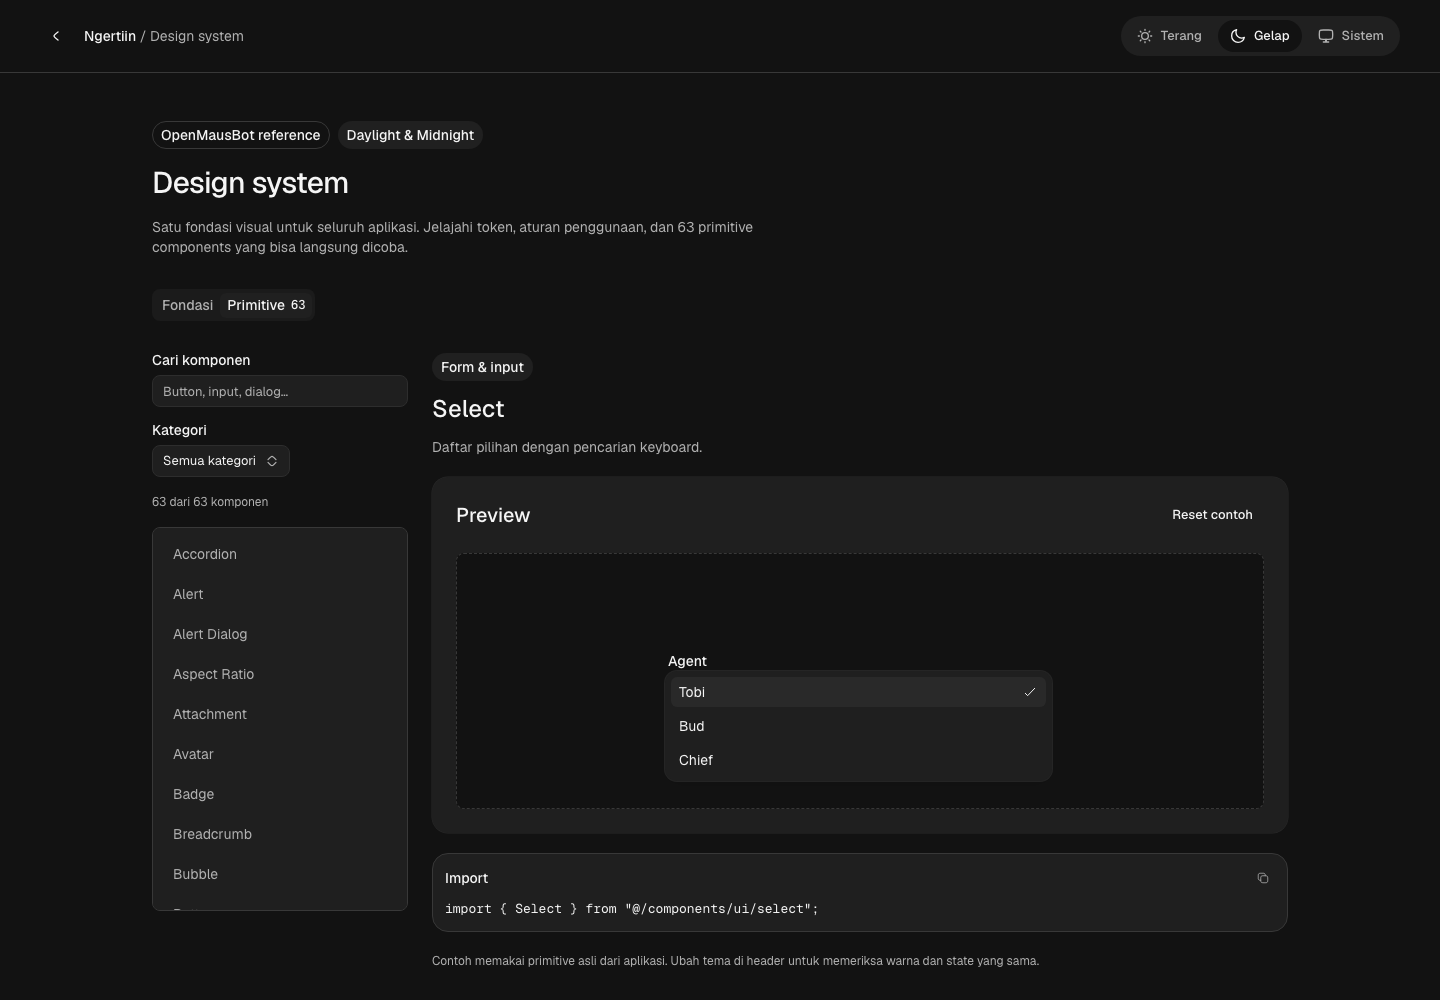 Ngertiin / Design system
Terang
Gelap
Sistem
OpenMausBot reference
Daylight & Midnight
Design system
Satu fondasi visual untuk seluruh aplikasi. Jelajahi token, aturan penggunaan, dan 63 primitive
components yang bisa langsung dicoba.
Fondasi
Primitive 63
Cari komponen
Button, input, dialog…
Kategori
Semua kategori
63 dari 63 komponen
Accordion
Alert
Alert Dialog
Aspect Ratio
Attachment
Avatar
Badge
Breadcrumb
Bubble
Form & input
Select
Daftar pilihan dengan pencarian keyboard.
Preview
Reset contoh
Agent
Tobi
Bud
Chief
Import
import { Select } from "@/components/ui/select";
Contoh memakai primitive asli dari aplikasi. Ubah tema di header untuk memeriksa warna dan state yang sama.